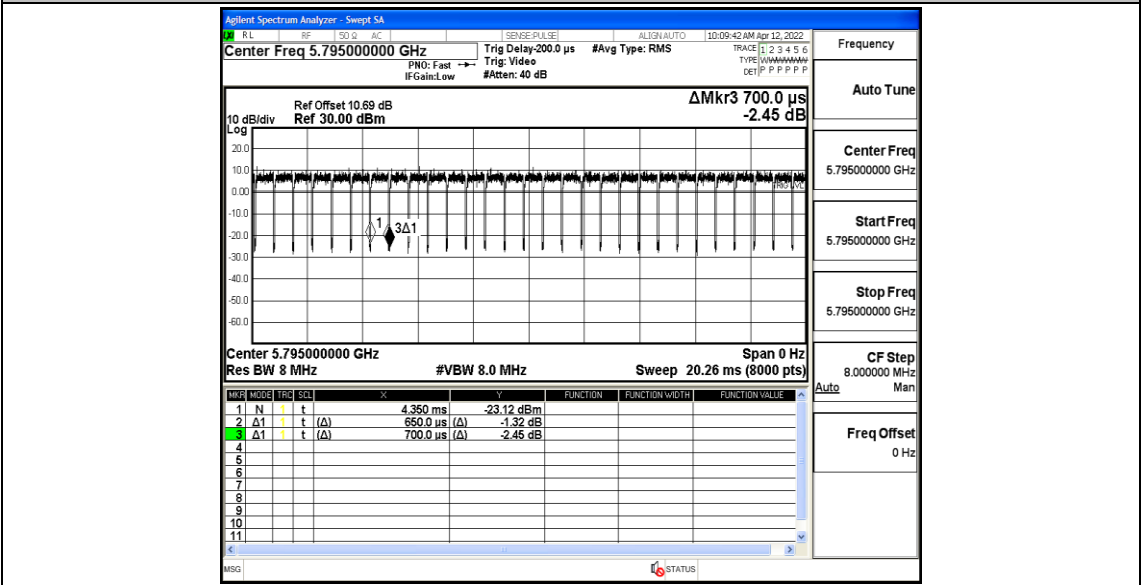 Agilent Spectrum Analyzer - Swept SA
RL RF 50 Ω AC SENSE:PULSE ALIGNAUTO 10:09:42 AM Apr 12, 2022
Center Freq 5.795000000 GHz
PNO: Fast
IFGain:Low
Trig Delay-200.0 µs
Trig: Video
#Atten: 40 dB
#Avg Type: RMS
TRACE 1 2 3 4 5 6
TYPE
DET P P P P P P
ΔMkr3 700.0 µs
-2.45 dB
Ref Offset 10.69 dB
10 dB/div Ref 30.00 dBm
Log
20.0
10.0
0.00
-10.0
-20.0
-30.0
-40.0
-50.0
-60.0
TRIG LVL
1
3Δ1
Center 5.795000000 GHz Span 0 Hz
Res BW 8 MHz #VBW 8.0 MHz Sweep 20.26 ms (8000 pts)
MKR MODE TRC SCL X Y FUNCTION FUNCTION WIDTH FUNCTION VALUE
1 N 1 t 4.350 ms -23.12 dBm
2 Δ1 1 t (Δ) 650.0 µs (Δ) -1.32 dB
3 Δ1 1 t (Δ) 700.0 µs (Δ) -2.45 dB
4
5
6
7
8
9
10
11
MSG STATUS
Frequency
Auto Tune
Center Freq
5.795000000 GHz
Start Freq
5.795000000 GHz
Stop Freq
5.795000000 GHz
CF Step
8.000000 MHz
Auto Man
Freq Offset
0 Hz